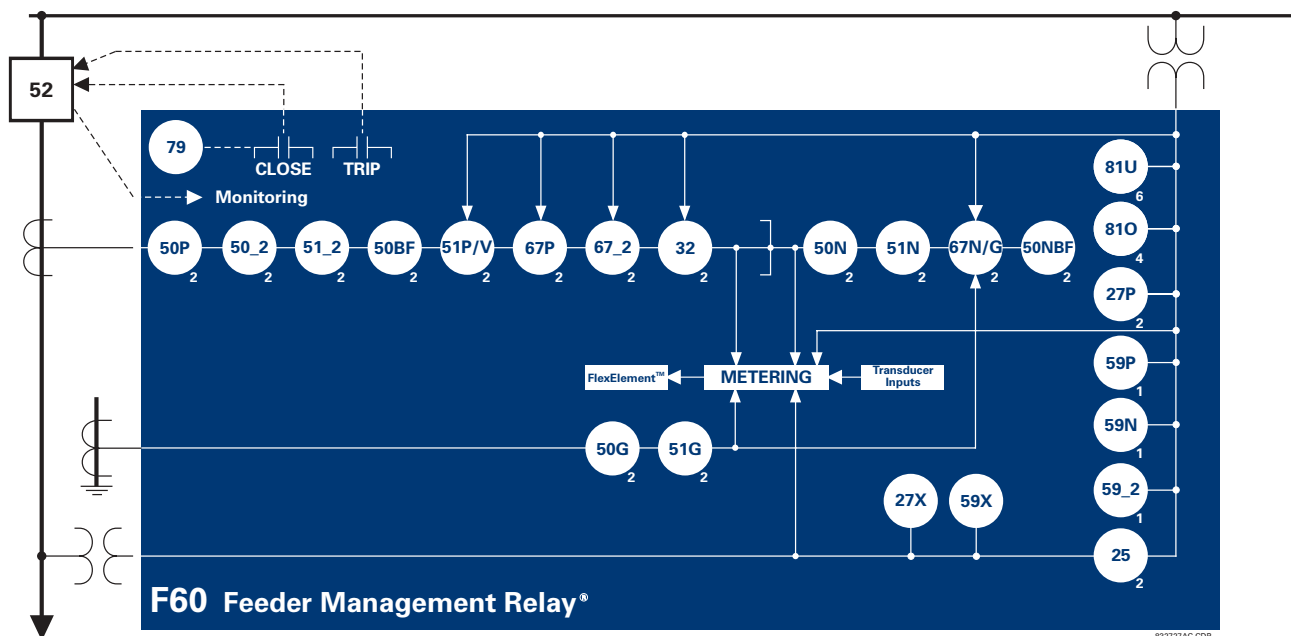 52
79
CLOSE TRIP
Monitoring
50P 2 50_2 2 51_2 2 50BF 2 51P/V 2 67P 2 67_2 2 32 2 50N 2 51N 2 67N/G 2 50NBF 2
81U 6
81O 4
27P 2
59P 1
59N 1
59_2 1
25 2
FlexElement™ METERING Transducer
Inputs
50G 2 51G 2
27X 59X
F60 Feeder Management Relay®
832727AC.CDR